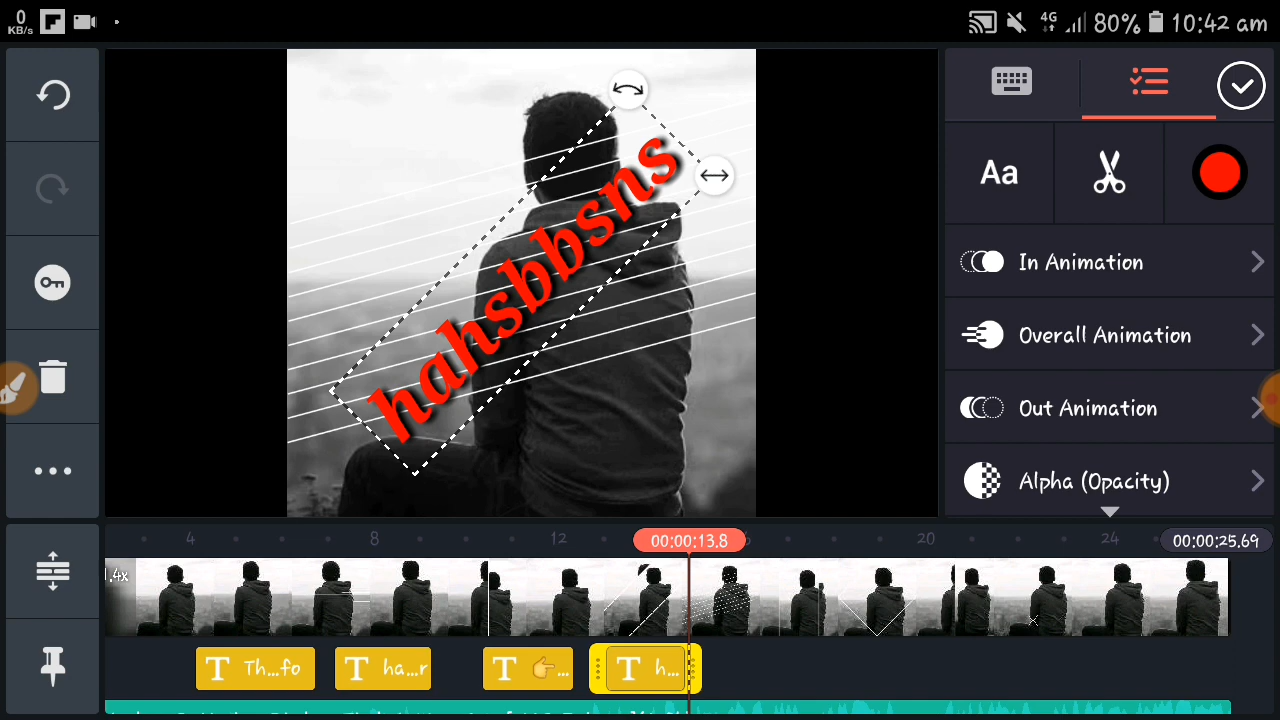 0
KB/s
4G
80%
10:42 am
hahsbbsns
Aa
In Animation
Overall Animation
Out Animation
Alpha (Opacity)
4
8
12
00:00:13.8
20
24
00:00:25.69
.4x
T Th...fo
T ha...r
T 👉...
T h...